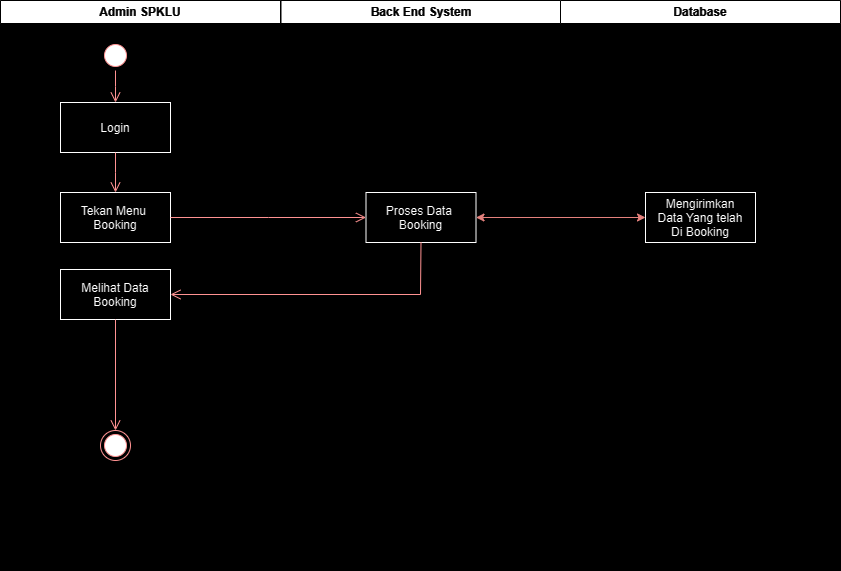 Admin SPKLU
Back End System
Database
Login
Tekan Menu
Booking
Proses Data
Booking
Mengirimkan
Data Yang telah
Di Booking
Melihat Data
Booking